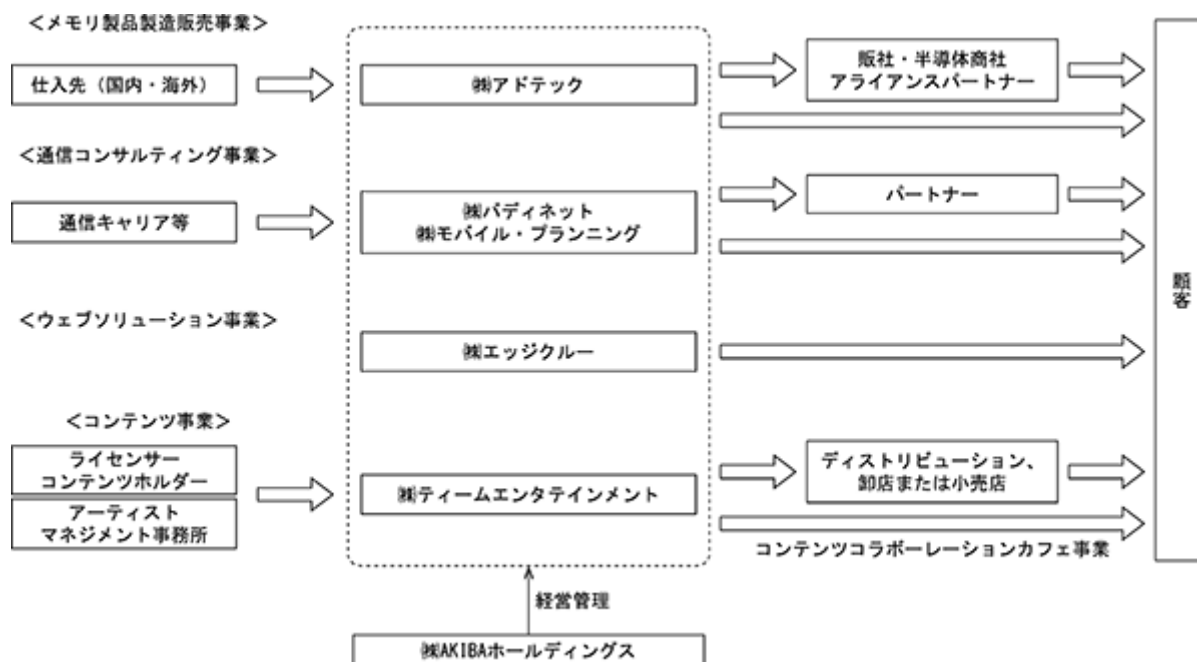 ＜メモリ製品製造販売事業＞
仕入先（国内・海外）
㈱アドテック
販社・半導体商社
アライアンスパートナー
＜通信コンサルティング事業＞
通信キャリア等
㈱バディネット
㈱モバイル・プランニング
パートナー
顧客
＜ウェブソリューション事業＞
㈱エッジクルー
＜コンテンツ事業＞
ライセンサー
コンテンツホルダー
アーティスト
マネジメント事務所
㈱ティームエンタテインメント
ディストリビューション、
卸店または小売店
コンテンツコラボーレーションカフェ事業
経営管理
㈱AKIBAホールディングス